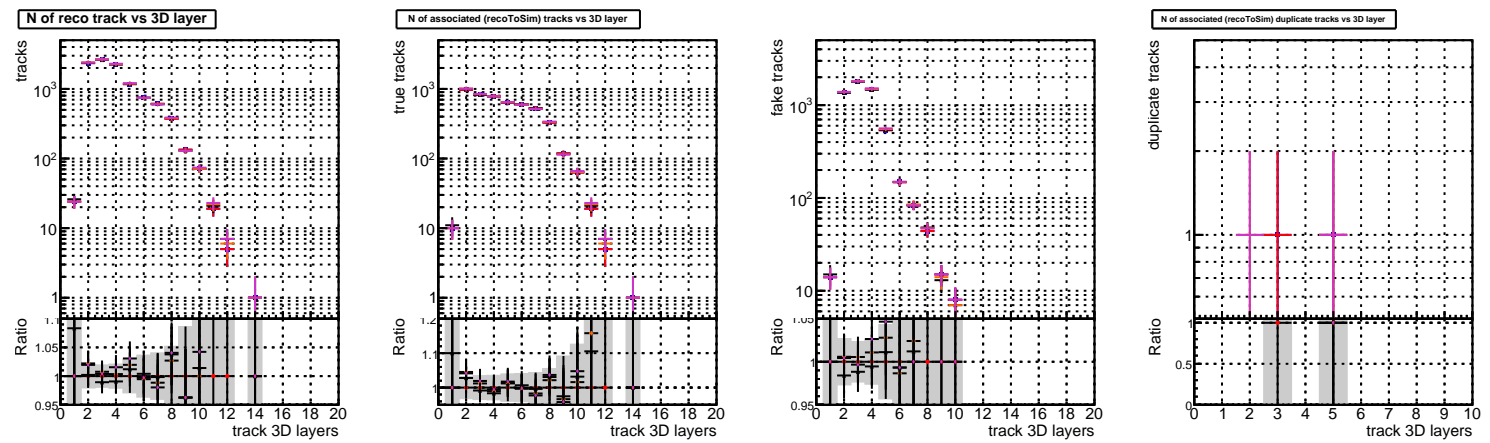 N of reco track vs 3D layer
tracks
10³
10²
10
1
Ratio
1.1
1.05
1
0.95
0 2 4 6 8 10 12 14 16 18 20
track 3D layers
N of associated (recoToSim) tracks vs 3D layer
true tracks
10³
10²
10
1
Ratio
1.2
1.1
1
0 2 4 6 8 10 12 14 16 18 20
track 3D layers
fake tracks
10³
10²
10
Ratio
1.05
1
0.95
0 2 4 6 8 10 12 14 16 18 20
track 3D layers
N of associated (recoToSim) duplicate tracks vs 3D layer
duplicate tracks
1
Ratio
1
0.5
0
0 1 2 3 4 5 6 7 8 9 10
track 3D layers